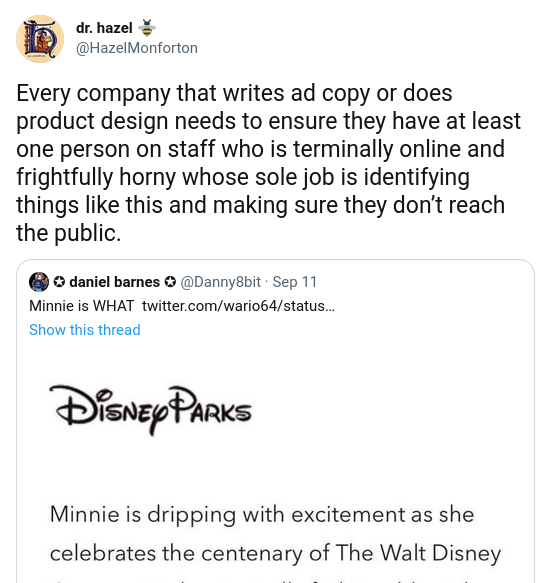 dr. hazel 🐝
@HazelMonforton
Every company that writes ad copy or does
product design needs to ensure they have at least
one person on staff who is terminally online and
frightfully horny whose sole job is identifying
things like this and making sure they don’t reach
the public.
✪ daniel barnes ✪ @Danny8bit · Sep 11
Minnie is WHAT twitter.com/wario64/status…
Show this thread
Disney Parks
Minnie is dripping with excitement as she
celebrates the centenary of The Walt Disney